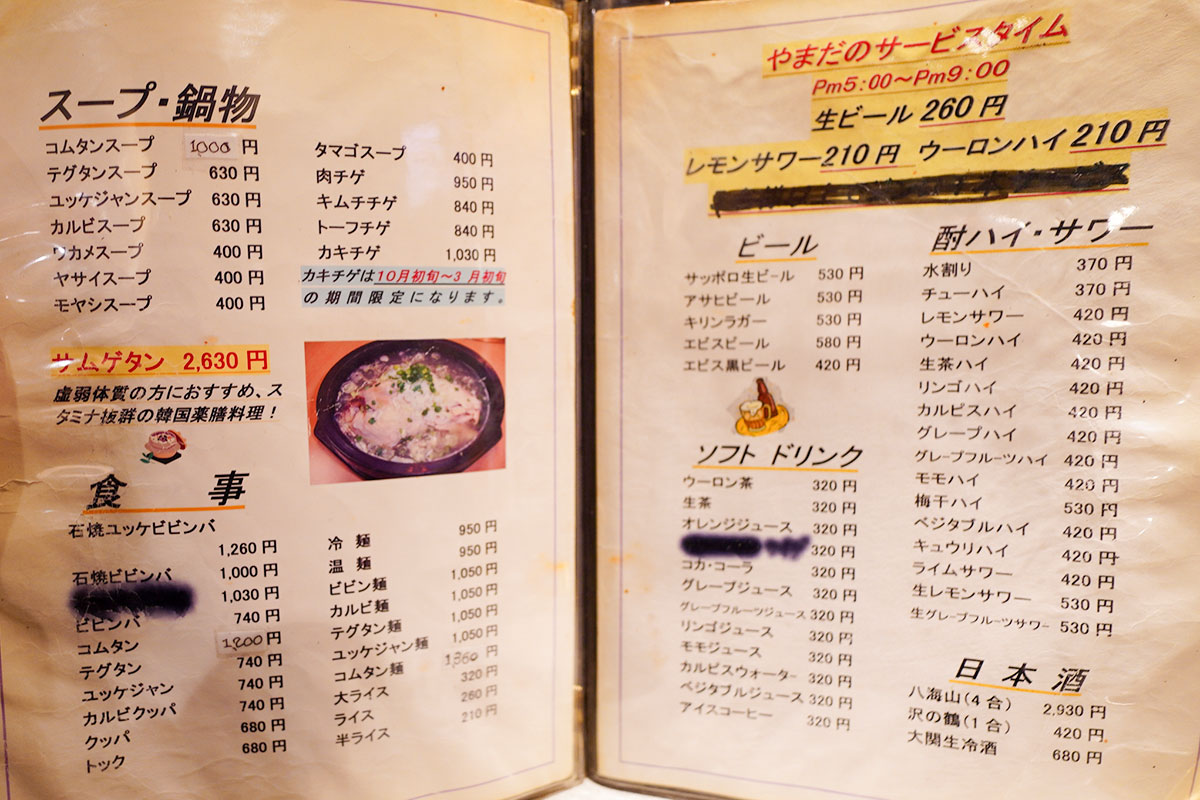 スープ・鍋物
コムタンスープ 1,000 円
テグタンスープ 630 円
ユッケジャンスープ 630 円
カルビスープ 630 円
ワカメスープ 400 円
ヤサイスープ 400 円
モヤシスープ 400 円
タマゴスープ 400 円
肉チゲ 950 円
キムチチゲ 840 円
トーフチゲ 840 円
カキチゲ 1,030 円
カキチゲは10月初旬～3月初旬
の期間限定になります。
サムゲタン 2,630 円
虚弱体質の方におすすめ、ス
タミナ抜群の韓国薬膳料理！
食事
石焼ユッケビビンバ
1,260 円
石焼ビビンバ 1,000 円
1,030 円
ビビンバ 740 円
コムタン 1,200 円
テグタン 740 円
ユッケジャン 740 円
カルビクッパ 740 円
クッパ 680 円
トック 680 円
冷麺 950 円
温麺 950 円
ビビン麺 1,050 円
カルビ麺 1,050 円
テグタン麺 1,050 円
ユッケジャン麺 1,050 円
コムタン麺 1,360 円
大ライス 320 円
ライス 260 円
半ライス 210 円
やまだのサービスタイム
Pm5:00～Pm9:00
生ビール 260 円
レモンサワー210 円 ウーロンハイ 210 円
ビール
サッポロ生ビール 530 円
アサヒビール 530 円
キリンラガー 530 円
エビスビール 580 円
エビス黒ビール 420 円
ソフト ドリンク
ウーロン茶 320 円
生茶 320 円
オレンジジュース 320 円
320 円
コカ・コーラ 320 円
グレープジュース 320 円
グレープフルーツジュース 320 円
リンゴジュース 320 円
モモジュース 320 円
カルピスウォーター 320 円
ベジタブルジュース 320 円
アイスコーヒー 320 円
酎ハイ・サワー
水割り 370 円
チューハイ 370 円
レモンサワー 420 円
ウーロンハイ 420 円
生茶ハイ 420 円
リンゴハイ 420 円
カルピスハイ 420 円
グレープハイ 420 円
グレープフルーツハイ 420 円
モモハイ 420 円
梅干ハイ 530 円
ベジタブルハイ 420 円
キュウリハイ 420 円
ライムサワー 420 円
生レモンサワー 530 円
生グレープフルーツサワー 530 円
日本酒
八海山(4 合) 2,930 円
沢の鶴(1 合) 420 円
大関生冷酒 680 円